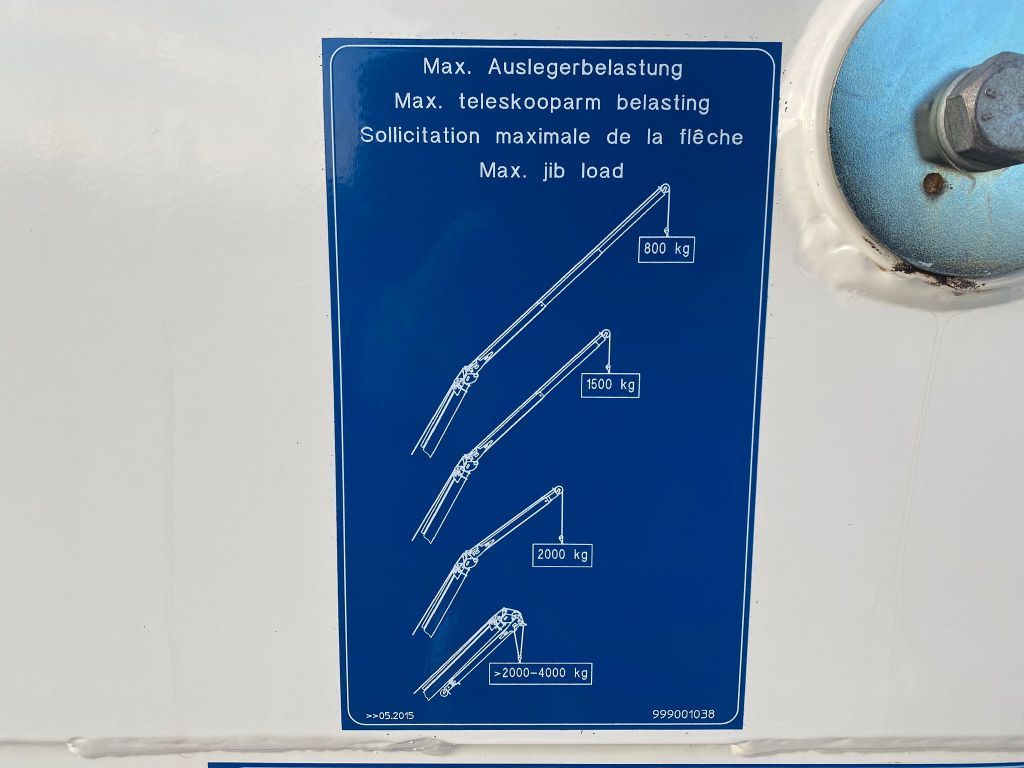 Max. Auslegerbelastung
Max. teleskooparm belasting
Sollicitation maximale de la flêche
Max. jib load
800 kg
1500 kg
2000 kg
>2000-4000 kg
>>05.2015
999001038